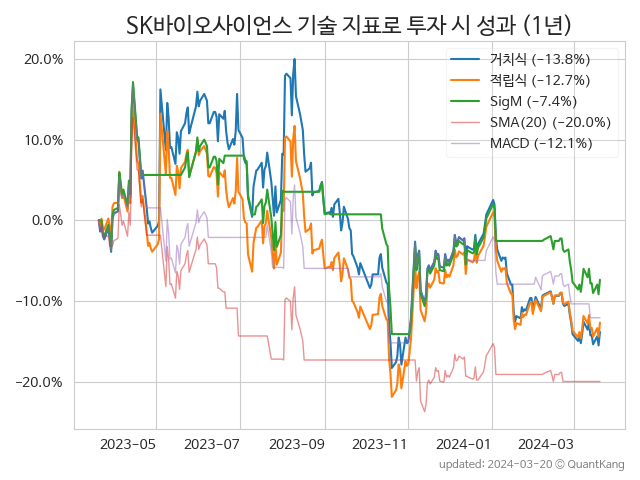 SK바이오사이언스 기술 지표로 투자 시 성과 (1년)
거치식 (−13.8%)
적립식 (−12.7%)
SigM (−7.4%)
SMA(20) (−20.0%)
MACD (−12.1%)
20.0%
10.0%
0.0%
−10.0%
−20.0%
2023-05
2023-07
2023-09
2023-11
2024-01
2024-03
updated: 2024-03-20 © QuantKang